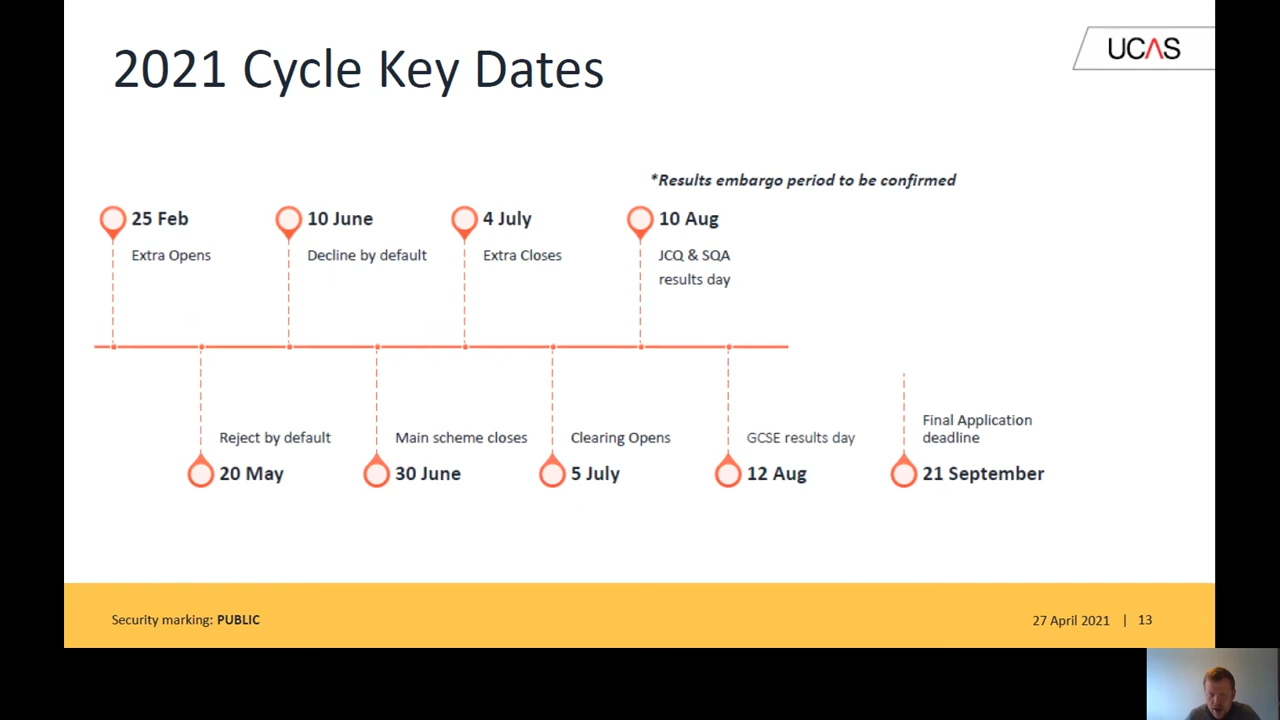 2021 Cycle Key Dates
UCAS
*Results embargo period to be confirmed
25 Feb
Extra Opens
10 June
Decline by default
4 July
Extra Closes
10 Aug
JCQ & SQA
results day
Reject by default
20 May
Main scheme closes
30 June
Clearing Opens
5 July
GCSE results day
12 Aug
Final Application
deadline
21 September
Security marking: PUBLIC
27 April 2021 | 13